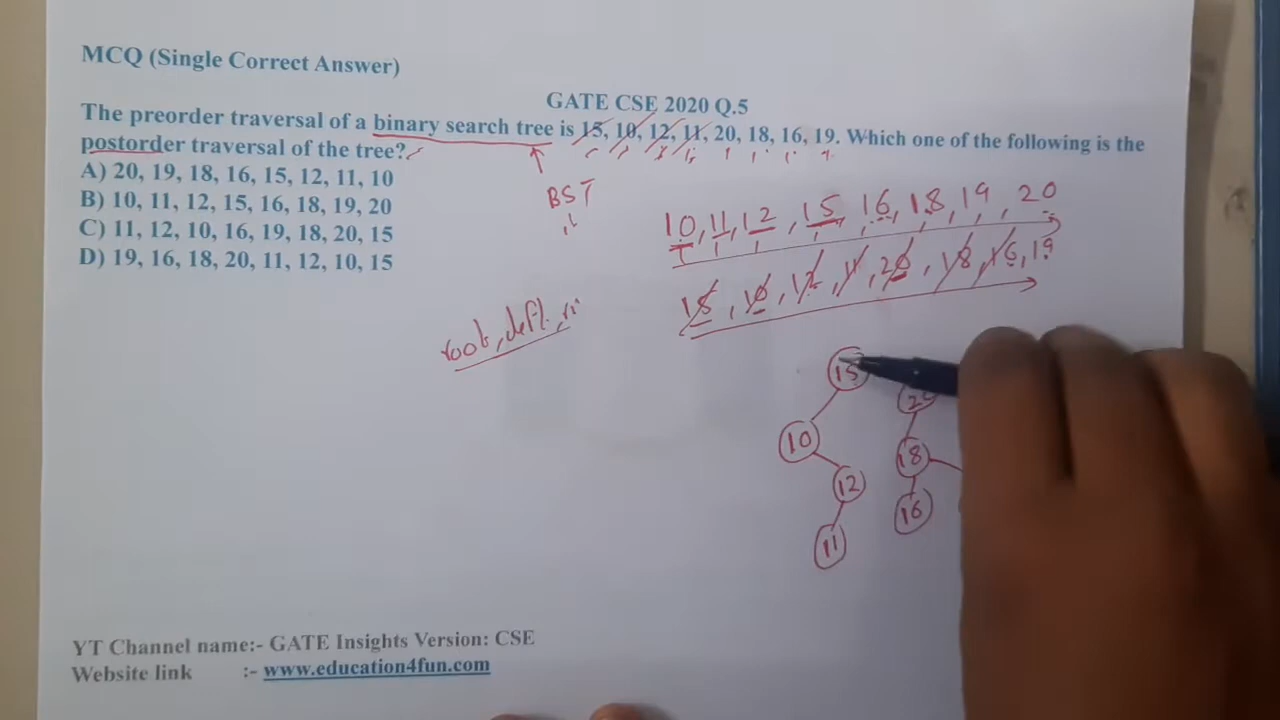 MCQ (Single Correct Answer)
GATE CSE 2020 Q.5
The preorder traversal of a binary search tree is 15, 10, 12, 11, 20, 18, 16, 19. Which one of the following is the
postorder traversal of the tree?
A) 20, 19, 18, 16, 15, 12, 11, 10
B) 10, 11, 12, 15, 16, 18, 19, 20
C) 11, 12, 10, 16, 19, 18, 20, 15
D) 19, 16, 18, 20, 11, 12, 10, 15
BST
10, 11, 12, 15, 16, 18, 19, 20
15, 10, 12, 11, 20, 18, 16, 19
root, left,
15
10
18
12
16
11
YT Channel name:- GATE Insights Version: CSE
Website link :- www.education4fun.com